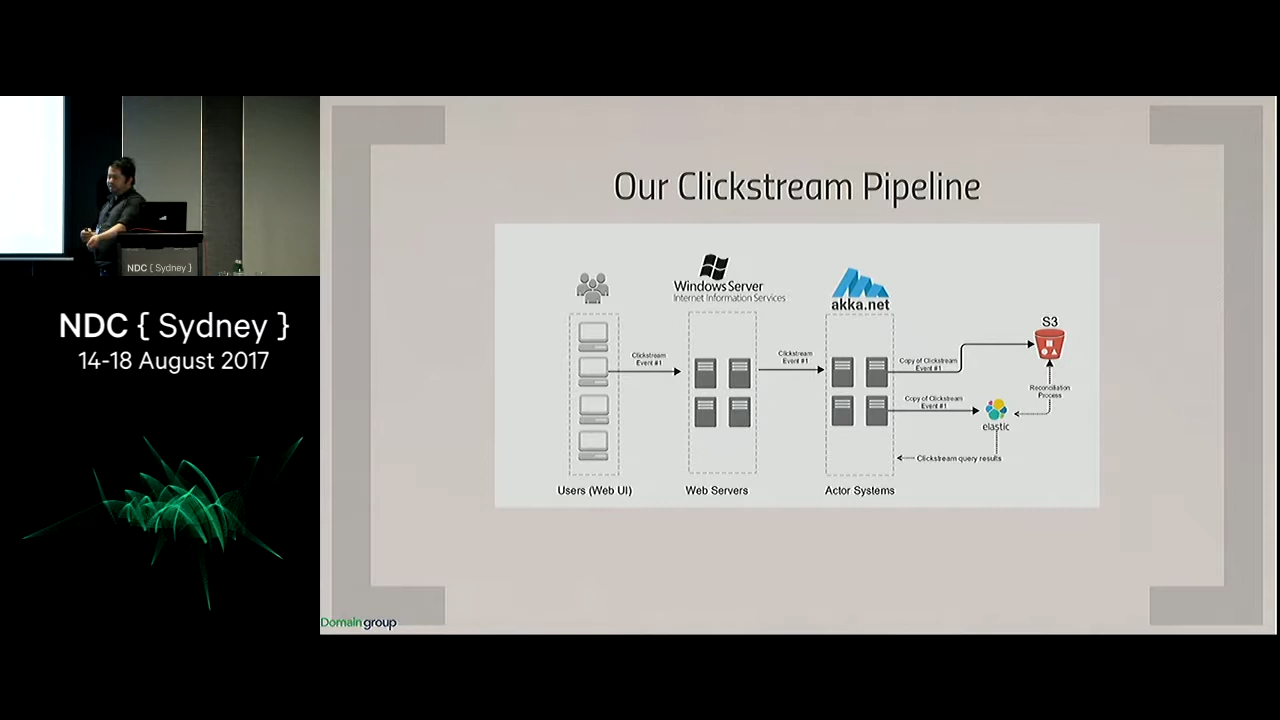 NDC { Sydney }
NDC { Sydney }
14-18 August 2017
Our Clickstream Pipeline
Windows Server
Internet Information Services
akka.net
S3
Clickstream
Event #1
Clickstream
Event #1
Copy of Clickstream
Event #1
Reconciliation
Process
Copy of Clickstream
Event #1
elastic
Clickstream query results
Users (Web UI)
Web Servers
Actor Systems
Domain group